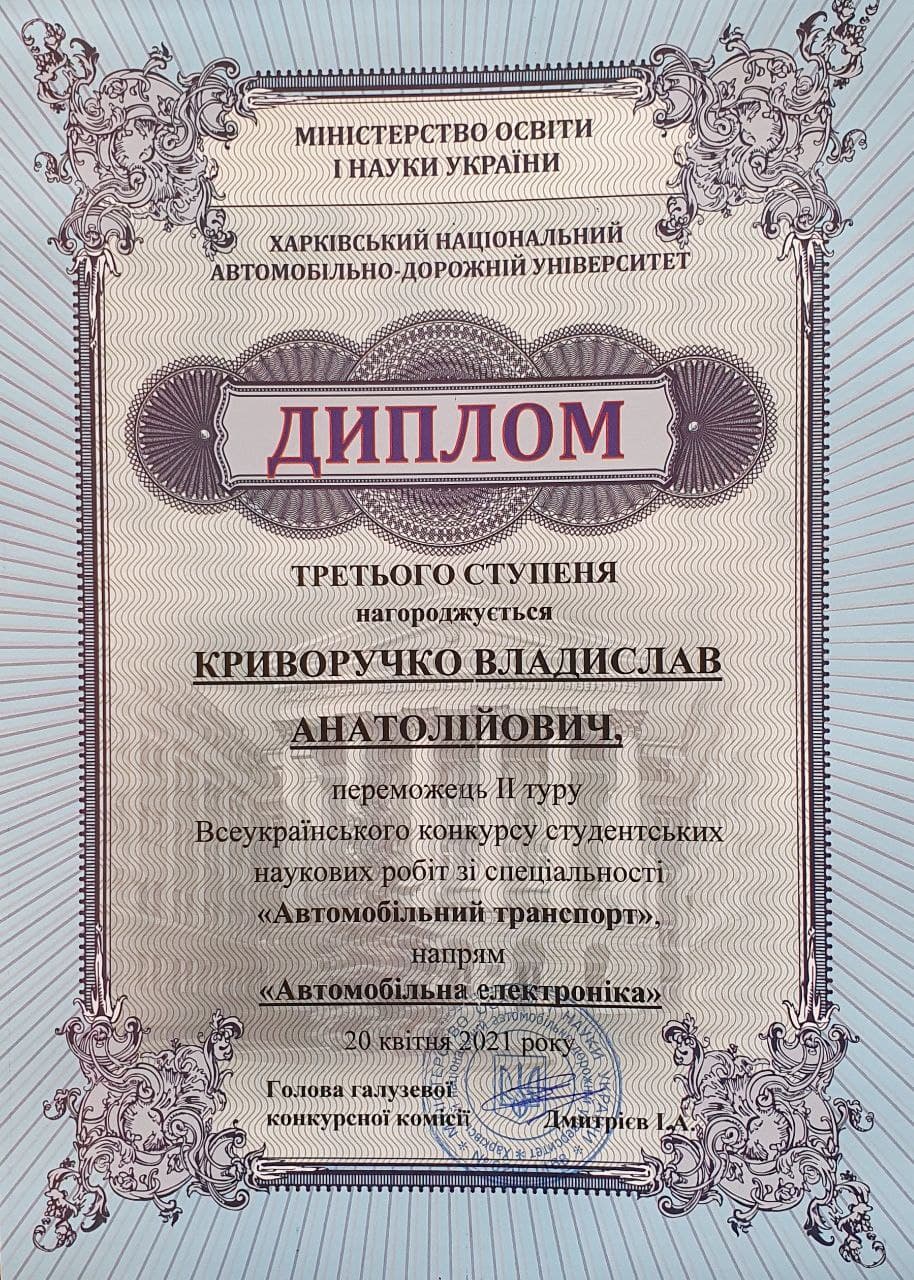 МІНІСТЕРСТВО ОСВІТИ
І НАУКИ УКРАЇНИ
ХАРКІВСЬКИЙ НАЦІОНАЛЬНИЙ
АВТОМОБІЛЬНО-ДОРОЖНІЙ УНІВЕРСИТЕТ
ДИПЛОМ
ТРЕТЬОГО СТУПЕНЯ
нагороджується
КРИВОРУЧКО ВЛАДИСЛАВ
АНАТОЛІЙОВИЧ,
переможець ІІ туру
Всеукраїнського конкурсу студентських
наукових робіт зі спеціальності
«Автомобільний транспорт»,
напрям
«Автомобільна електроніка»
20 квітня 2021 року
Голова галузевої
конкурсної комісії
Дмитрієв І.А.